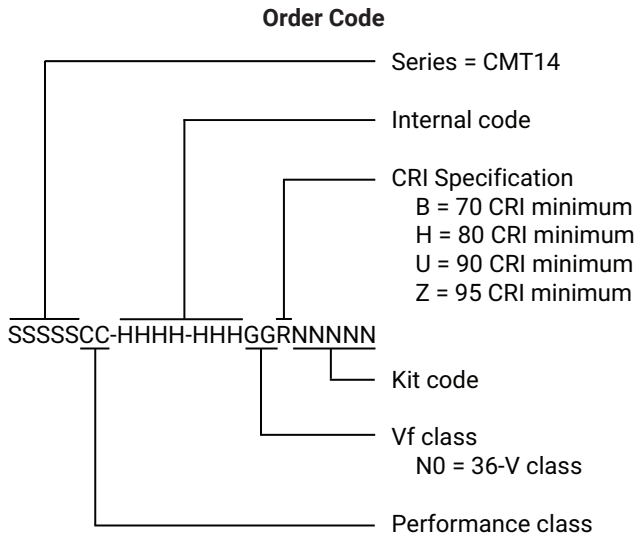 Order Code
Series = CMT14
Internal code
CRI Specification
B = 70 CRI minimum
H = 80 CRI minimum
U = 90 CRI minimum
Z = 95 CRI minimum
SSSSSCC-HHHH-HHHGGRNNNNN
Kit code
Vf class
N0 = 36-V class
Performance class